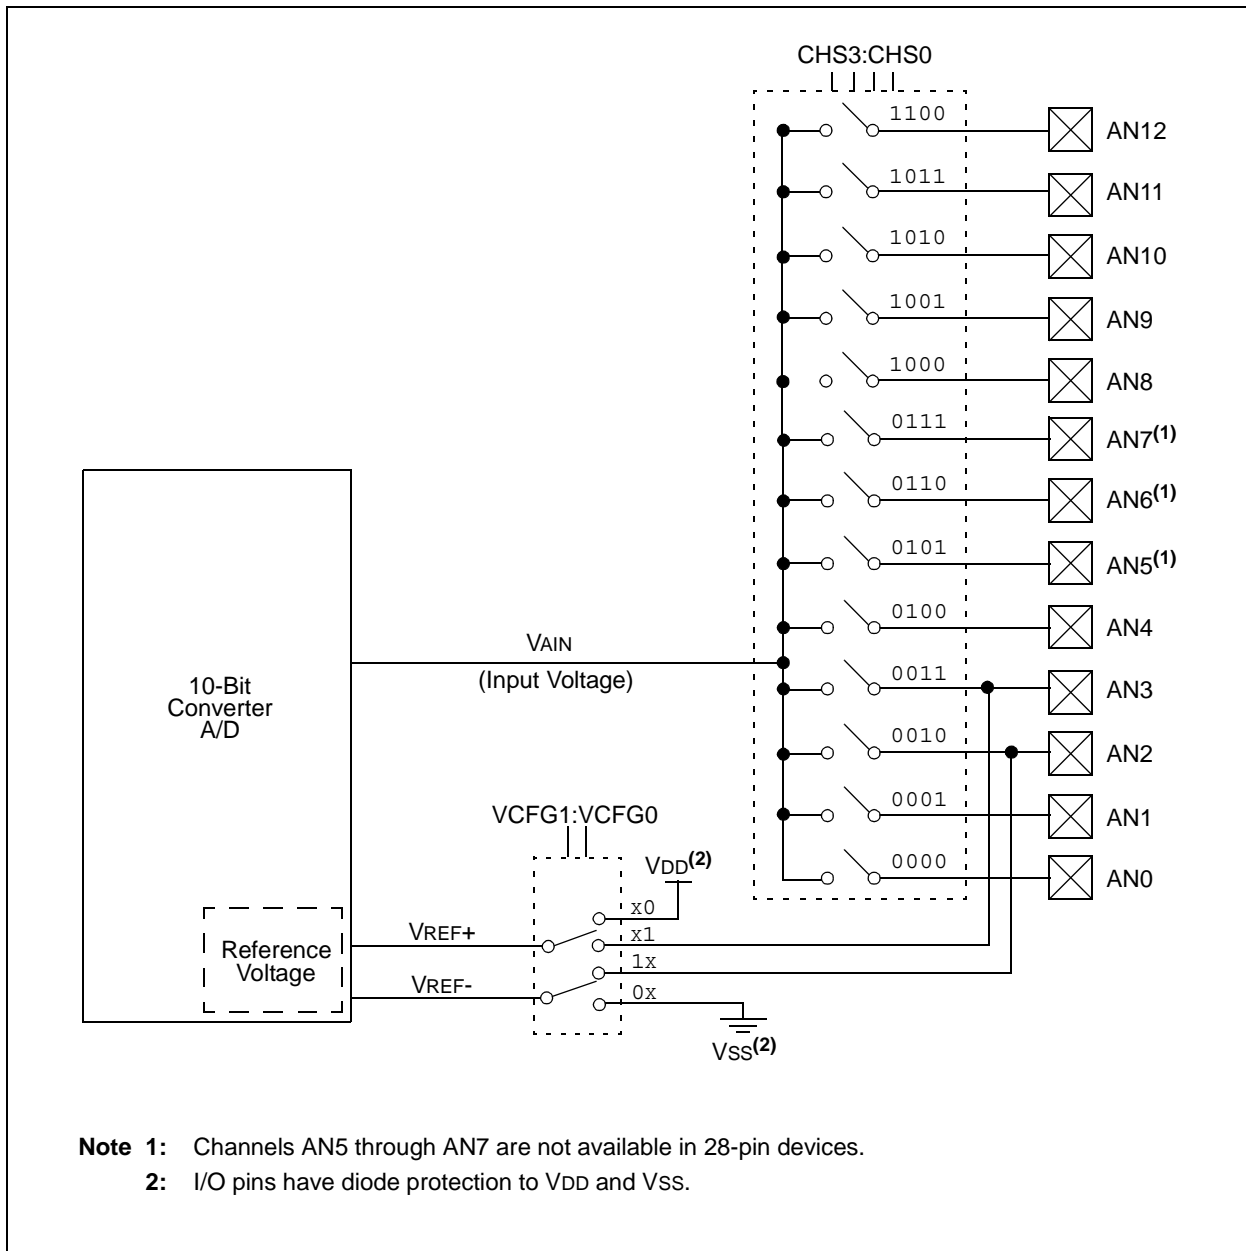 CHS3:CHS0
1100 AN12
1011 AN11
1010 AN10
1001 AN9
1000 AN8
0111 AN7(1)
0110 AN6(1)
0101 AN5(1)
0100 AN4
VAIN
(Input Voltage)
0011 AN3
10-Bit
Converter
A/D
0010 AN2
0001 AN1
VCFG1:VCFG0
0000 AN0
VDD(2)
x0
VREF+
x1
Reference
Voltage
1x
VREF-
0x
VSS(2)
Note 1: Channels AN5 through AN7 are not available in 28-pin devices.
2: I/O pins have diode protection to VDD and VSS.